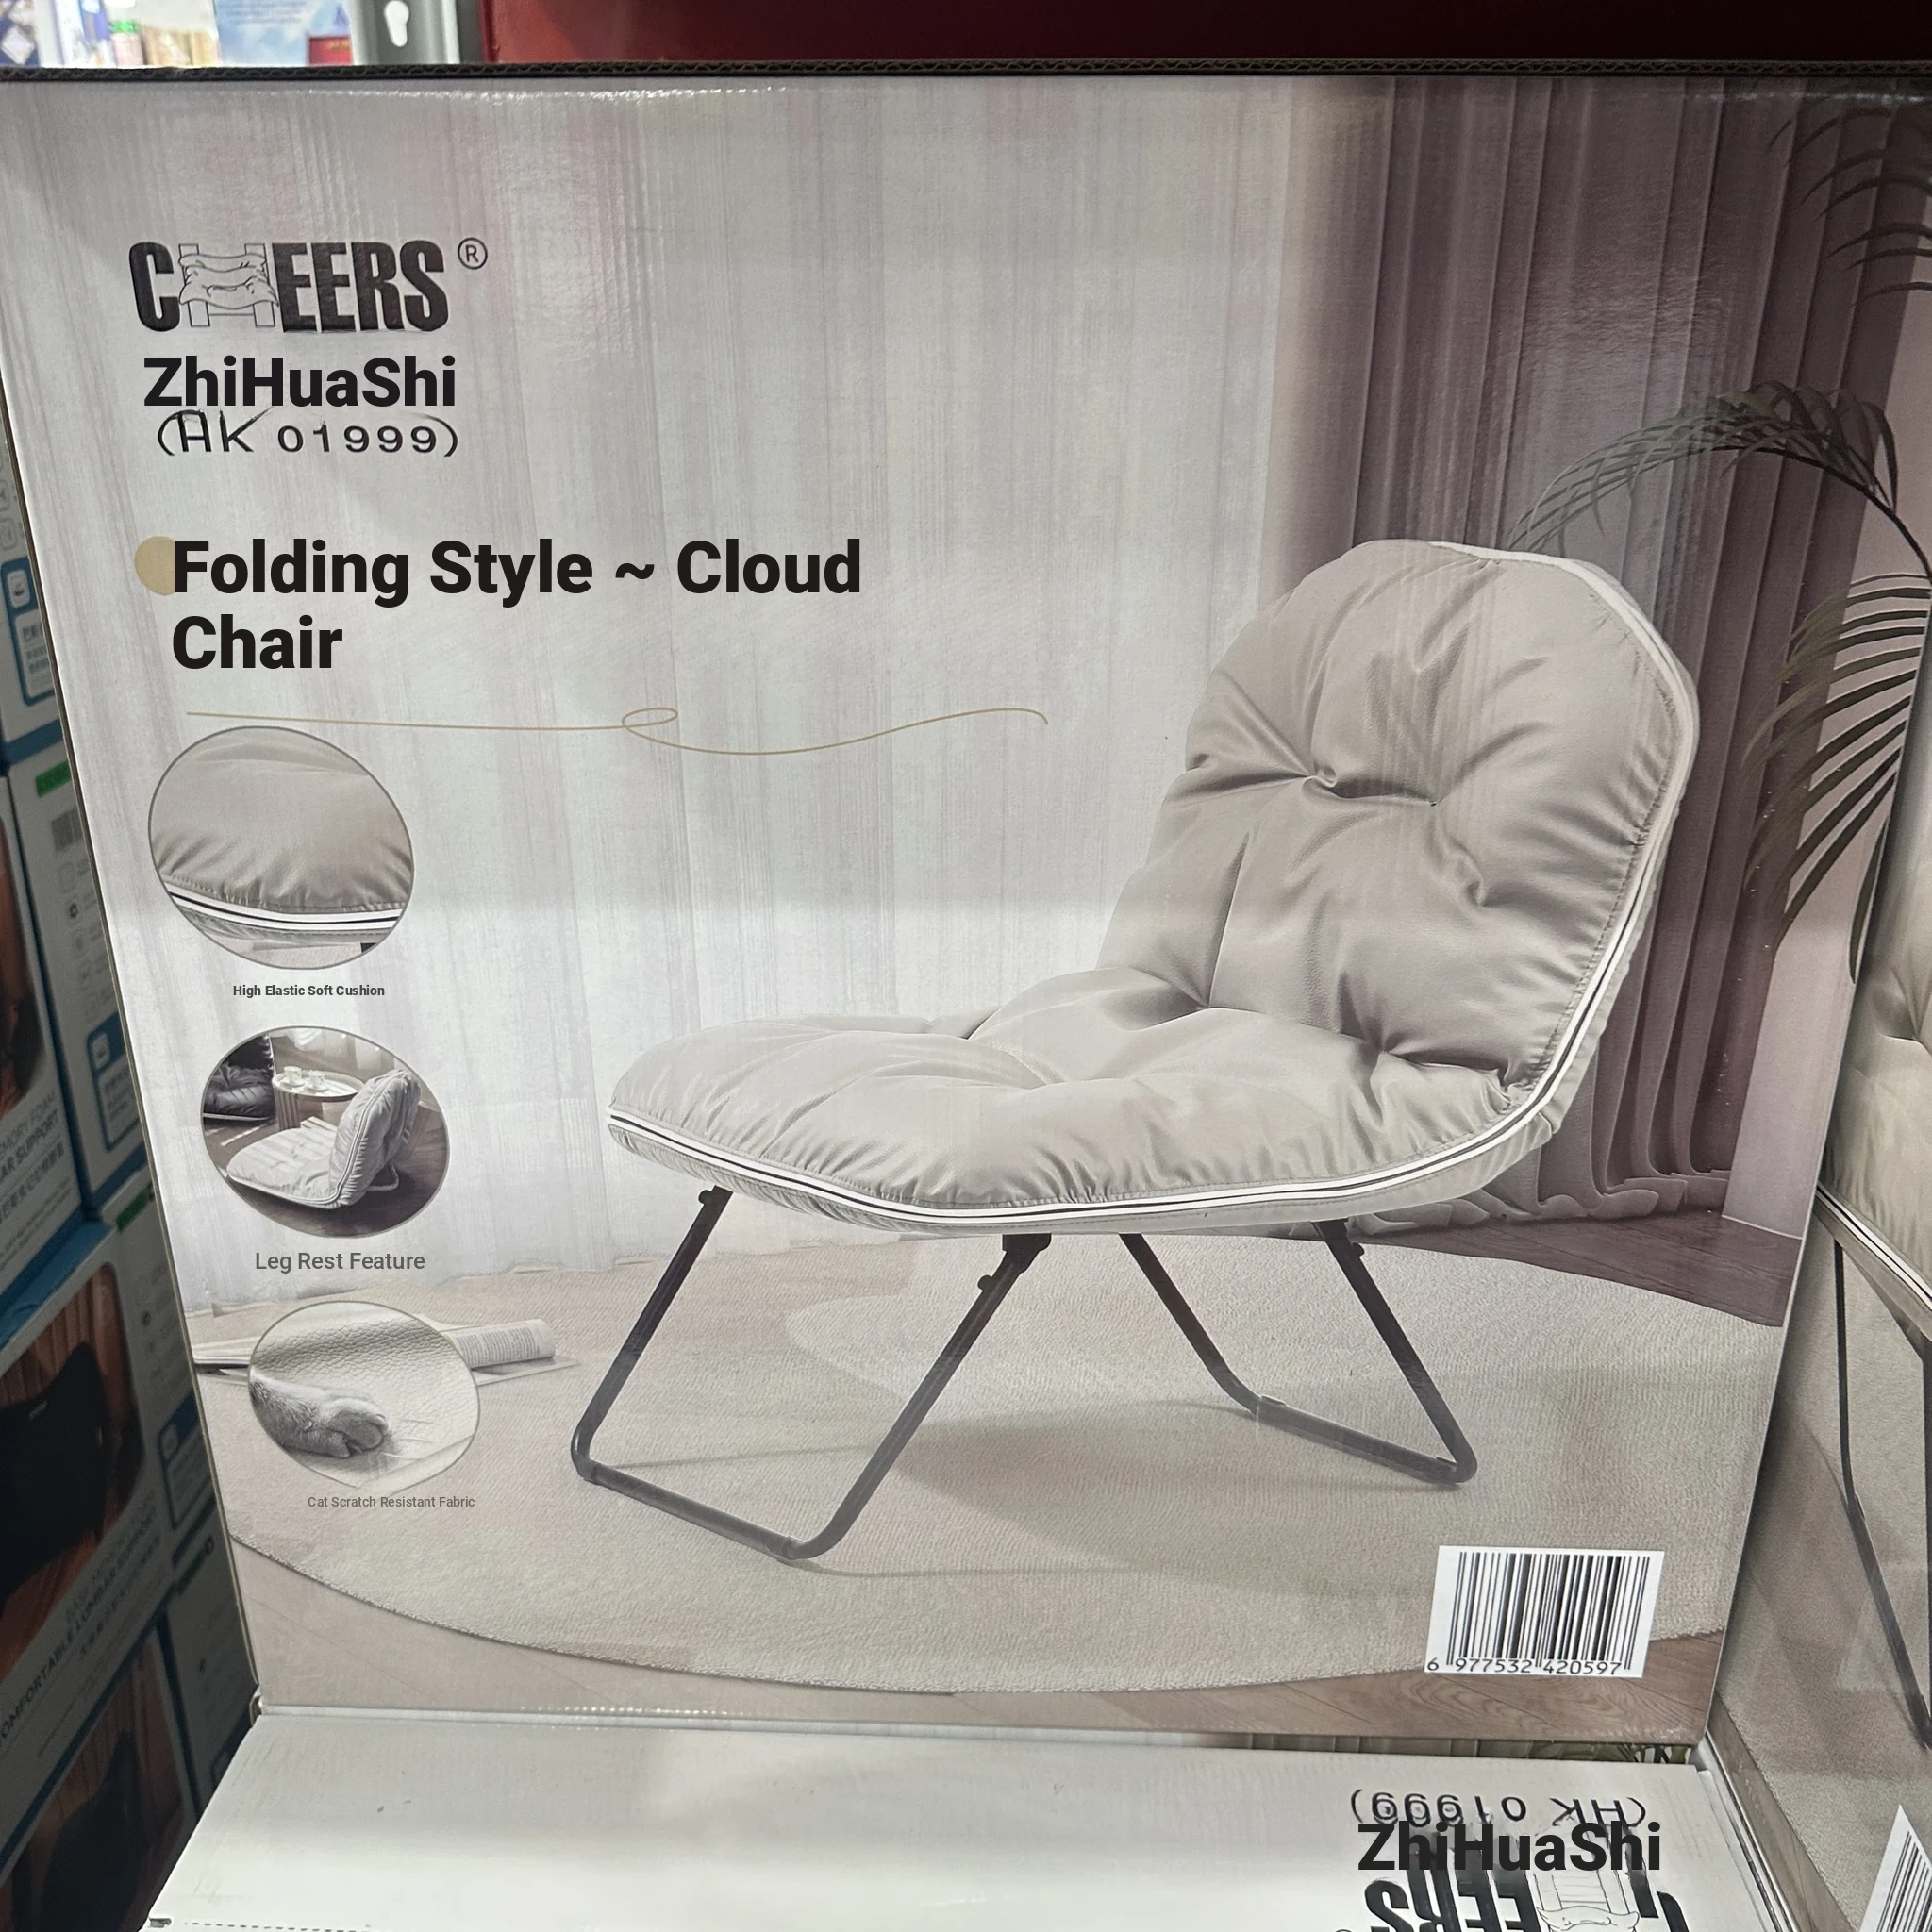 CHEERS®
ZhiHuaShi
(HK 01999)
Folding Style ~ Cloud
Chair
High Elastic Soft Cushion
Leg Rest Feature
Cat Scratch Resistant Fabric
6 977532 420597
(HK 01999)
ZhiHuaShi
CHEERS